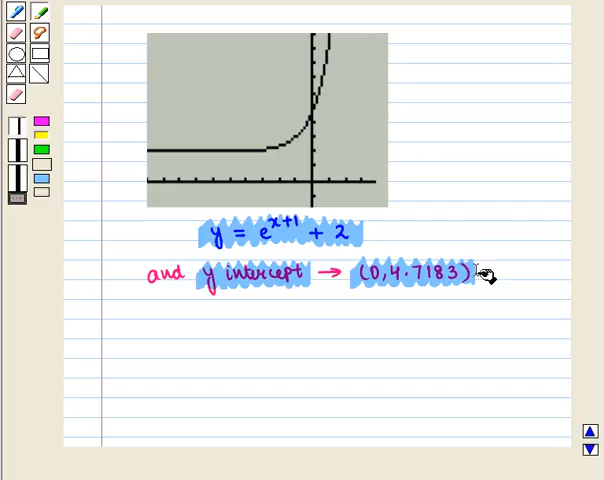 y = e^{x+1} + 2
and y intercept → (0, 4.7183)